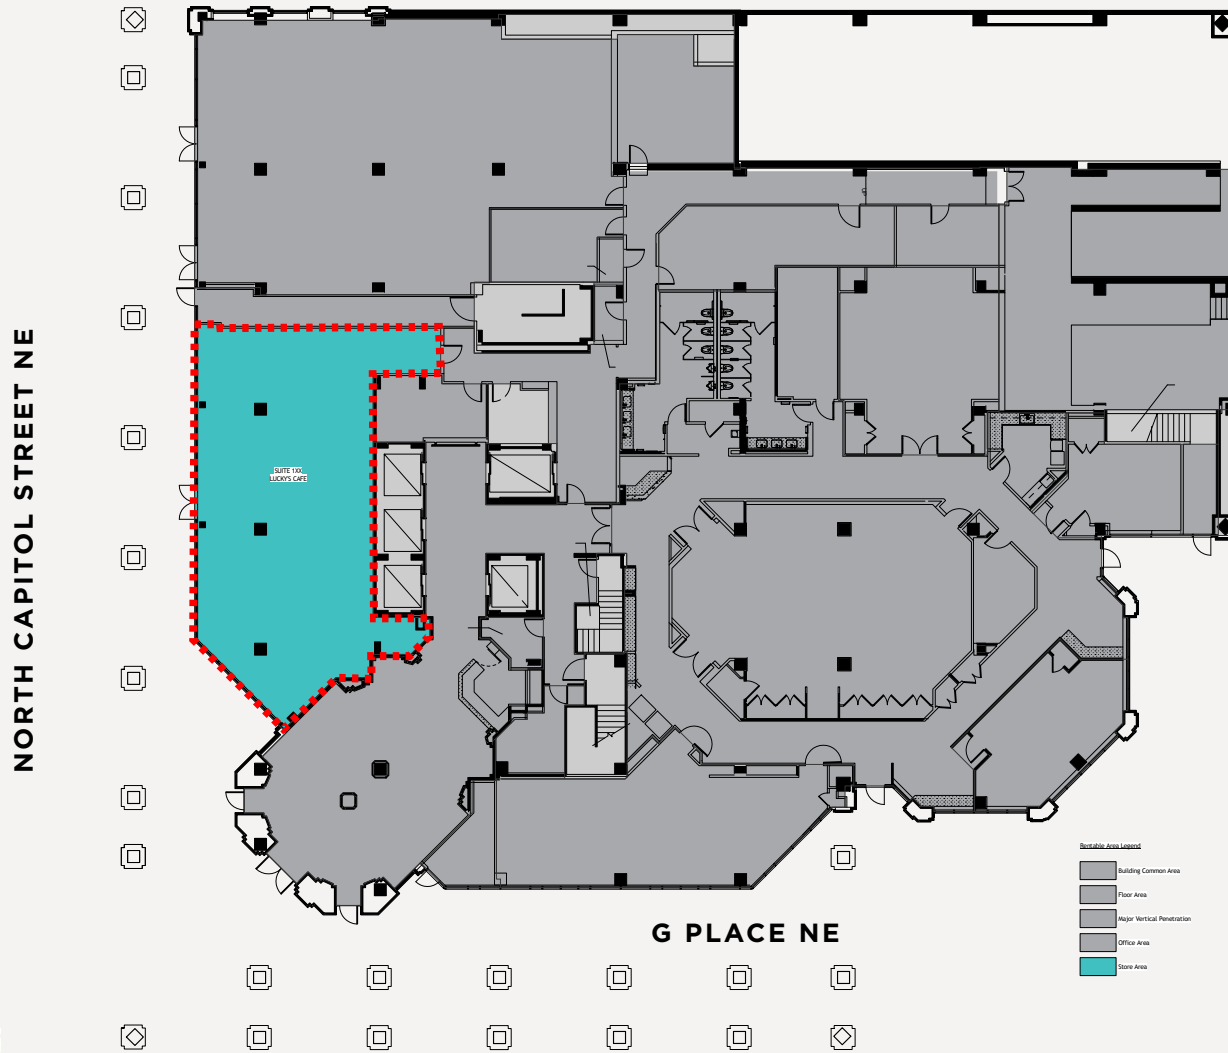 NORTH CAPITOL STREET NE
SUITE 1XX
LUCKY'S CAFE
Rentable Area Legend
Building Common Area
Floor Area
Major Vertical Penetration
Office Area
Store Area
G PLACE NE